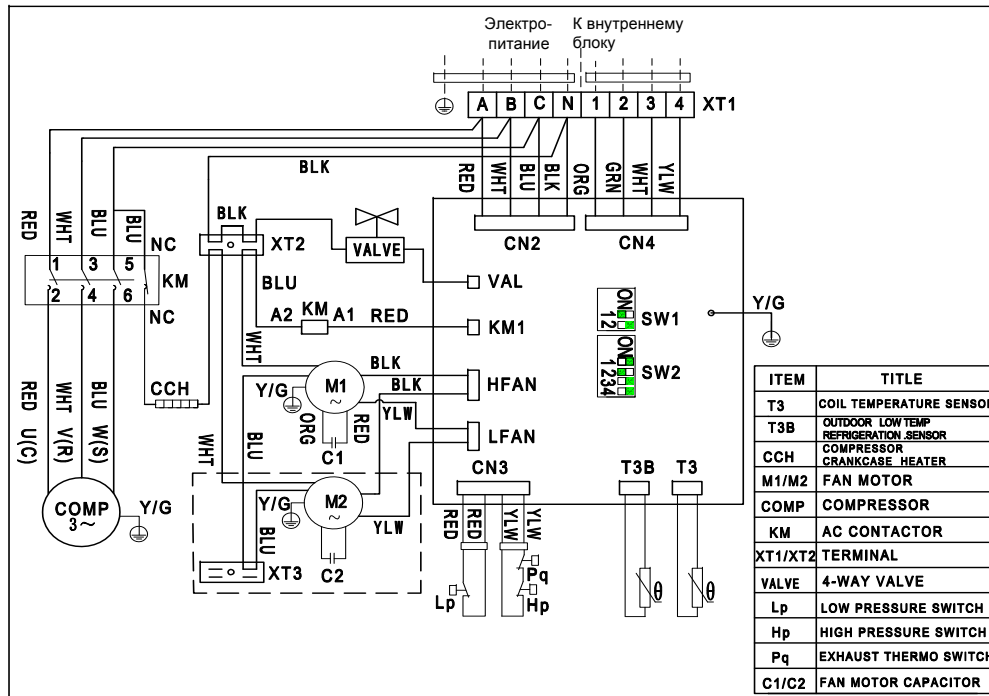 Электро-
питание
К внутреннему
блоку
A B C N 1 2 3 4 XT1
BLK
RED WHT BLU BLK ORG GRN WHT YLW
CN2 CN4
RED WHT BLU BLU NC
1 3 5 KM
2 4 6 NC
BLK
XT2
VALVE
VAL
BLU
A2 KM A1 RED KM1
ON
12
SW1
ON
1234
SW2
Y/G
WHT
BLK
BLK
HFAN
Y/G M1
ORG RED YLW
C1
LFAN
CCH
RED U(C) WHT V(R) BLU W(S)
WHT BLU
CN3 T3B T3
COMP
3~
Y/G
Y/G M2
YLW
BLU
C2
XT3
RED RED YLW YLW
Pq
Lp Hp
θ θ
ITEM TITLE
T3 COIL TEMPERATURE SENSOR
T3B OUTDOOR LOW TEMP
REFRIGERATION .SENSOR
CCH COMPRESSOR
CRANKCASE HEATER
M1/M2 FAN MOTOR
COMP COMPRESSOR
KM AC CONTACTOR
XT1/XT2 TERMINAL
VALVE 4-WAY VALVE
Lp LOW PRESSURE SWITCH
Hp HIGH PRESSURE SWITCH
Pq EXHAUST THERMO SWITCH
C1/C2 FAN MOTOR CAPACITOR